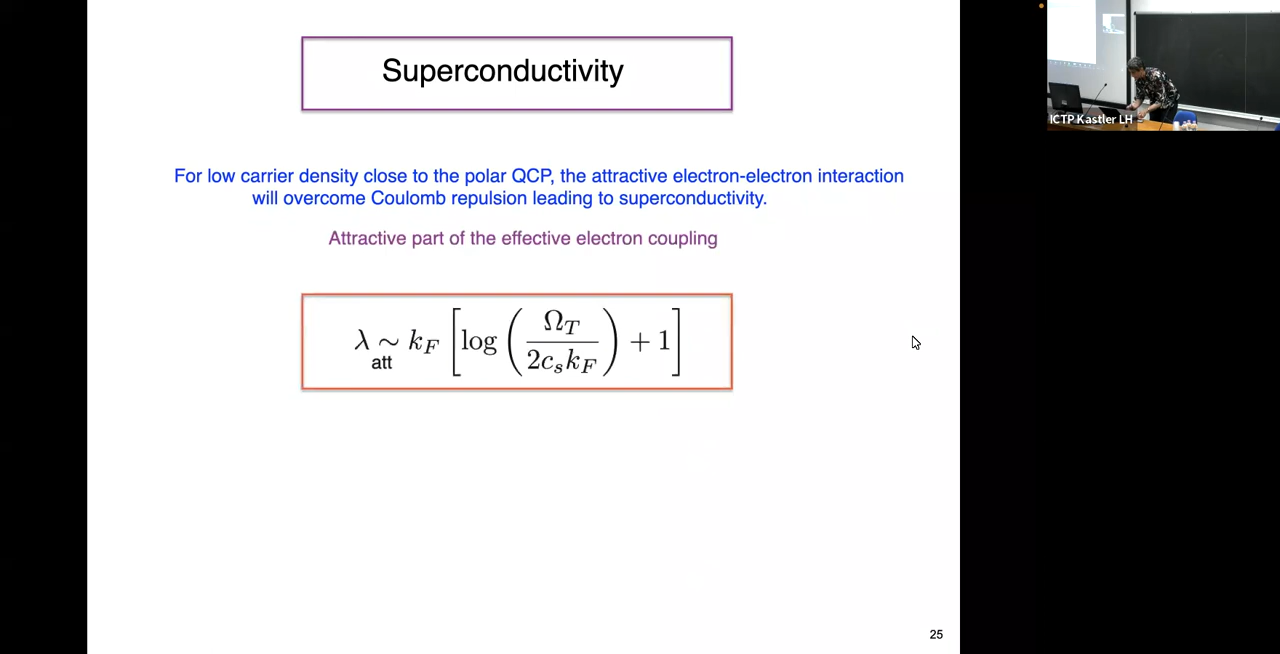 Superconductivity
For low carrier density close to the polar QCP, the attractive electron-electron interaction
will overcome Coulomb repulsion leading to superconductivity.
Attractive part of the effective electron coupling
λ ~ k_F [log (Ω_T / 2c_s k_F) + 1]
att
25
ICTP Kastler LH